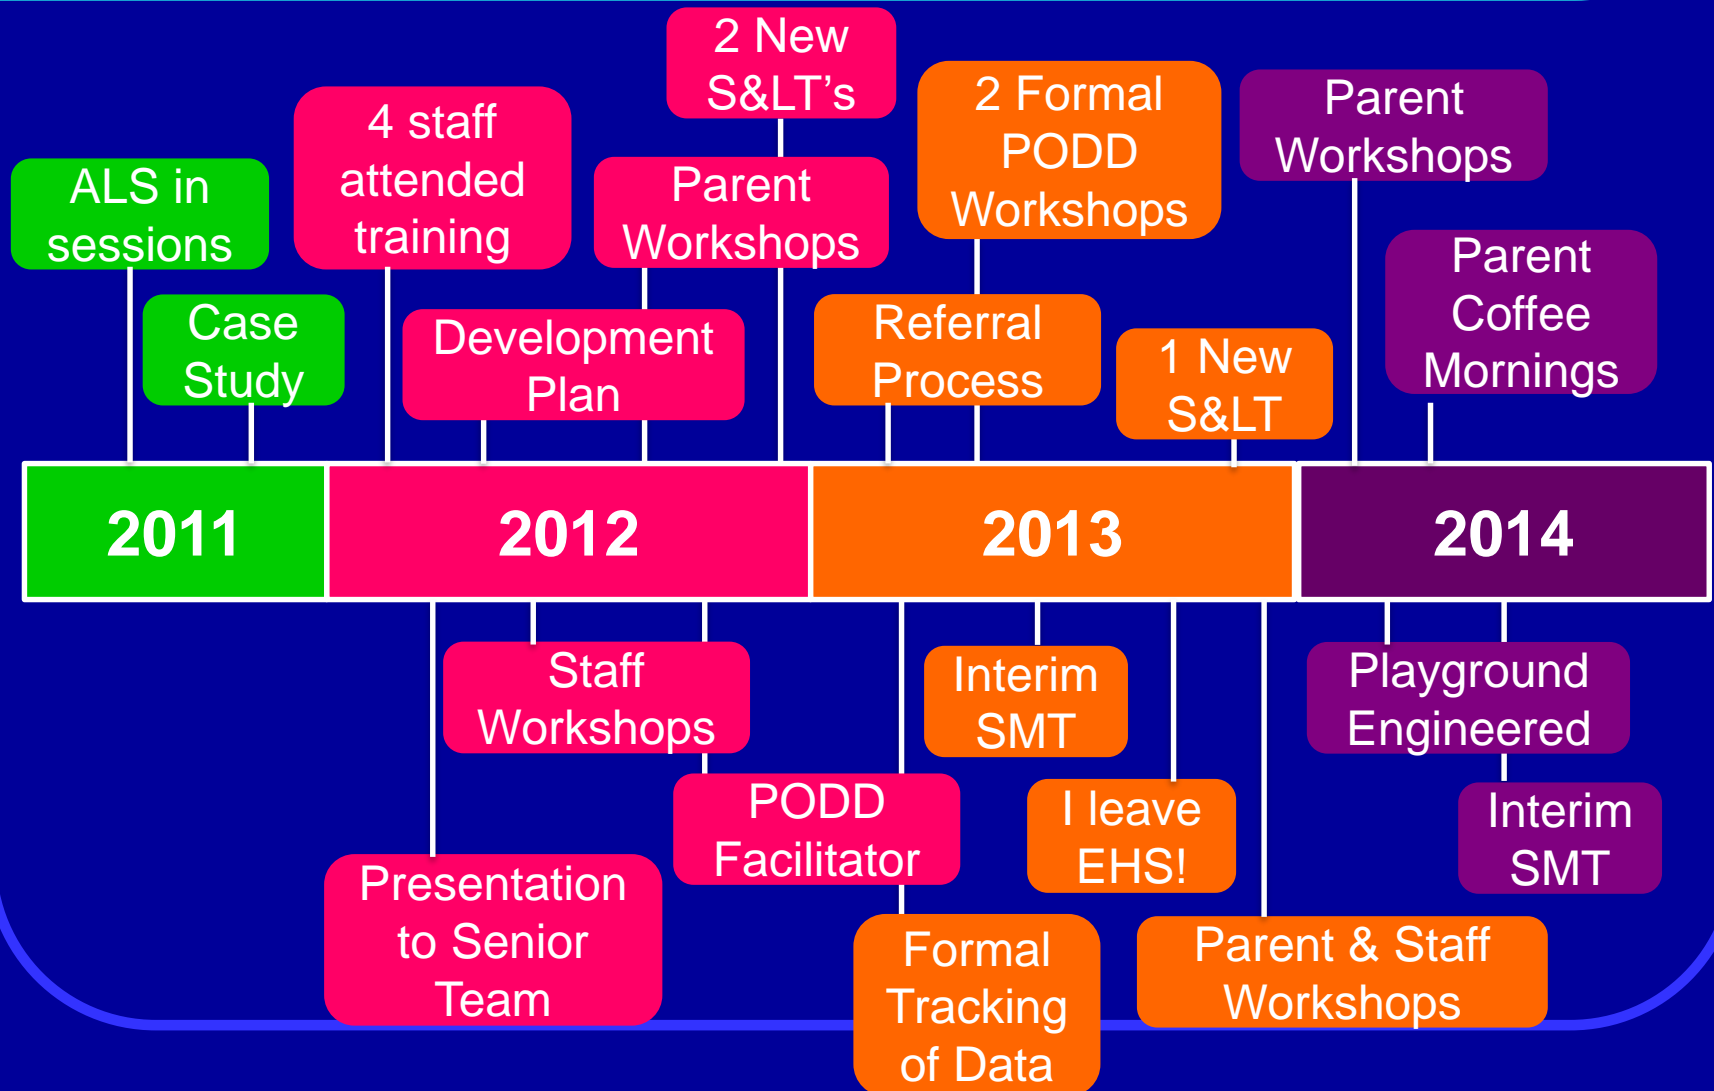 2 New
S&LT's
4 staff
attended
training
2 Formal
PODD
Workshops
Parent
Workshops
ALS in
sessions
Parent
Workshops
Parent
Coffee
Mornings
Case
Study
Development
Plan
Referral
Process
1 New
S&LT
2011
2012
2013
2014
Staff
Workshops
Interim
SMT
Playground
Engineered
PODD
Facilitator
I leave
EHS!
Interim
SMT
Presentation
to Senior
Team
Formal
Tracking
of Data
Parent & Staff
Workshops